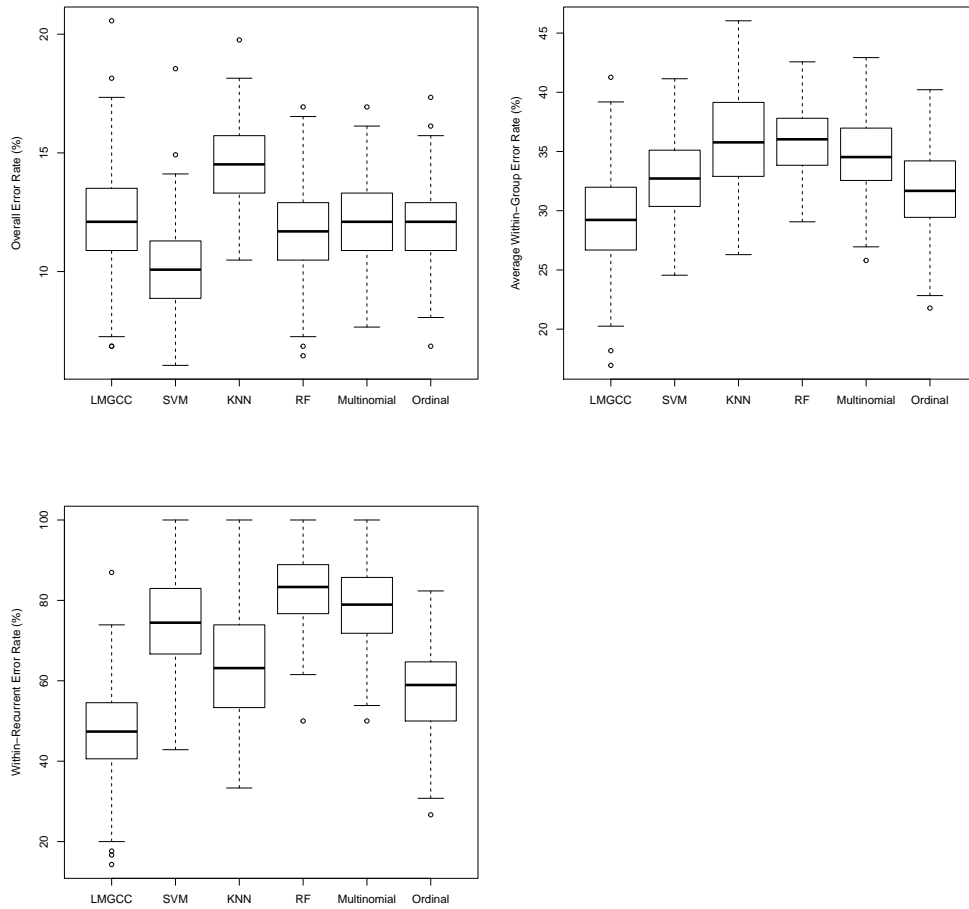 Overall Error Rate (%)
20
15
10
LMGCC SVM KNN RF Multinomial Ordinal
Average Within−Group Error Rate (%)
45
40
35
30
25
20
LMGCC SVM KNN RF Multinomial Ordinal
Within−Recurrent Error Rate (%)
100
80
60
40
20
LMGCC SVM KNN RF Multinomial Ordinal